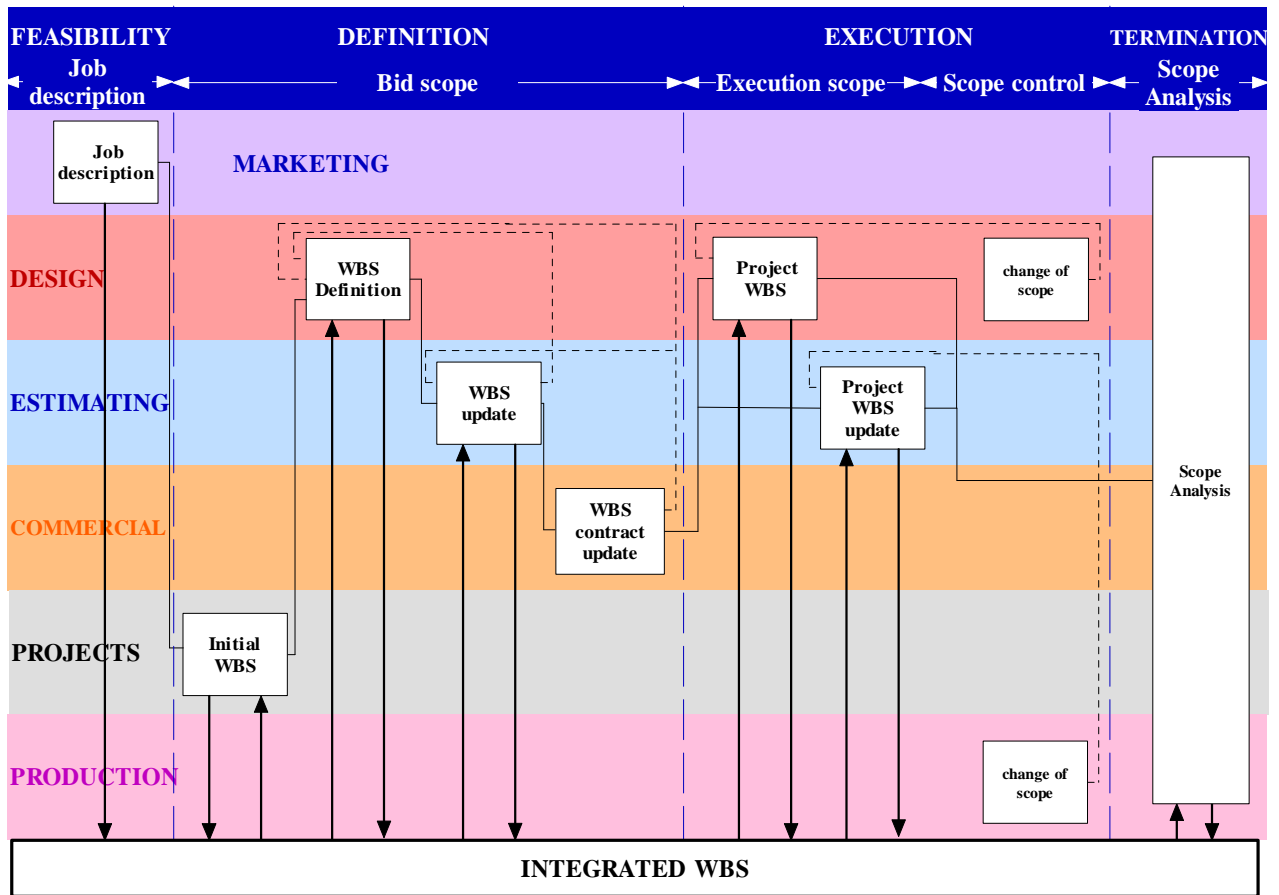 FEASIBILITY
DEFINITION
EXECUTION
TERMINATION
Job
description
Bid scope
Execution scope
Scope control
Scope
Analysis
Job
description
MARKETING
DESIGN
WBS
Definition
Project
WBS
change of
scope
ESTIMATING
WBS
update
Project
WBS
update
Scope
Analysis
COMMERCIAL
WBS
contract
update
PROJECTS
Initial
WBS
PRODUCTION
change of
scope
INTEGRATED WBS